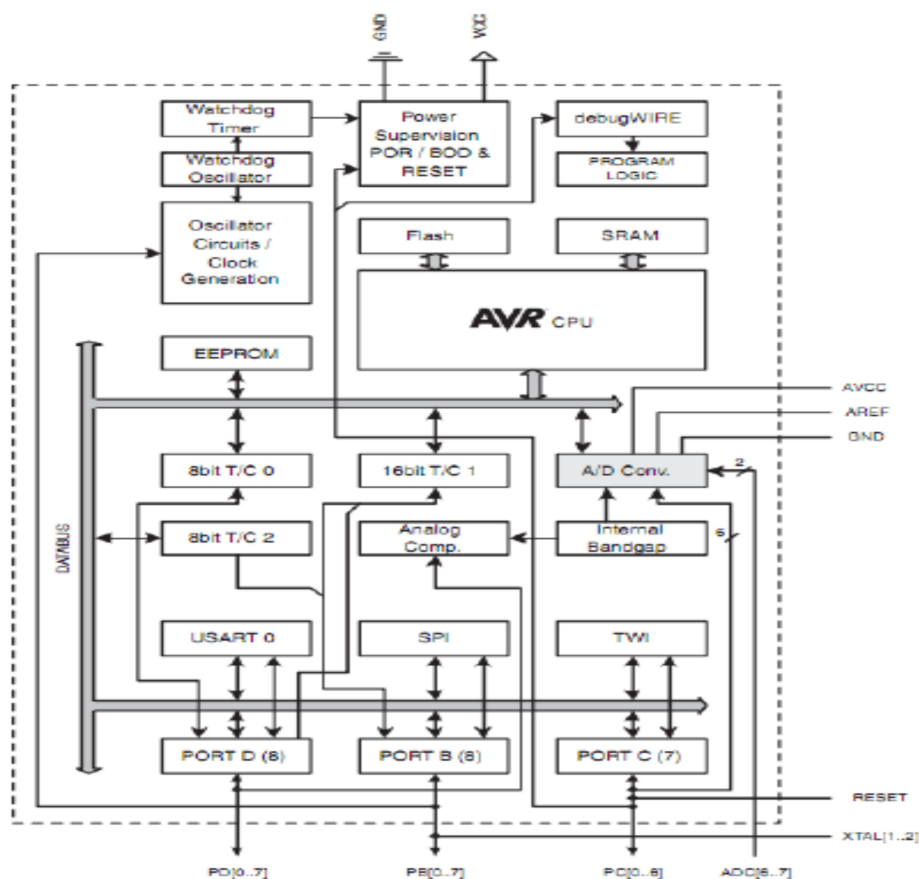 GND
VCC
Watchdog
Timer
Power
Supervision
POR / BOD &
RESET
debugWIRE
Watchdog
Oscillator
PROGRAM
LOGIC
Oscillator
Circuits /
Clock
Generation
Flash
SRAM
AVR CPU
EEPROM
AVCC
AREF
GND
8bit T/C 0
16bit T/C 1
A/D Conv.
2
8bit T/C 2
Analog
Comp.
Internal
Bandgap
6
DATABUS
USART 0
SPI
TWI
PORT D (8)
PORT B (8)
PORT C (7)
RESET
XTAL[1..2]
PD[0..7]
PB[0..7]
PC[0..6]
ADC[6..7]